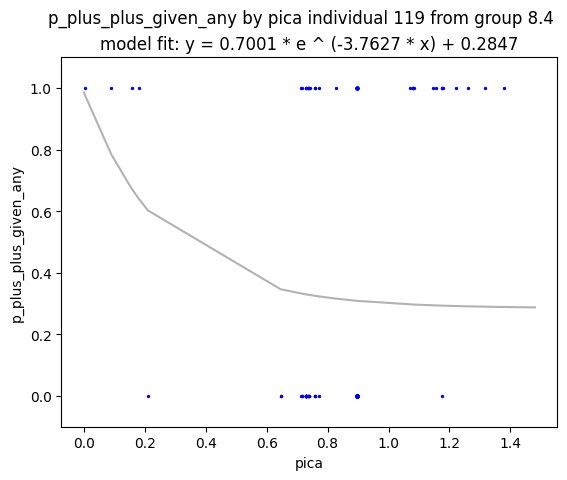 p_plus_plus_given_any by pica individual 119 from group 8.4
model fit: y = 0.7001 * e ^ (-3.7627 * x) + 0.2847
1.0
0.8
0.6
0.4
0.2
0.0
p_plus_plus_given_any
0.0 0.2 0.4 0.6 0.8 1.0 1.2 1.4
pica